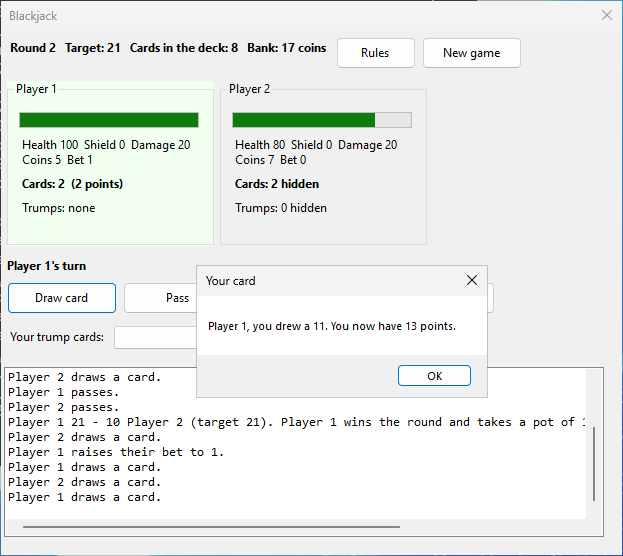 Blackjack
Round 2 Target: 21 Cards in the deck: 8 Bank: 17 coins
Rules
New game
Player 1
Health 100 Shield 0 Damage 20
Coins 5 Bet 1
Cards: 2 (2 points)
Trumps: none
Player 2
Health 80 Shield 0 Damage 20
Coins 7 Bet 0
Cards: 2 hidden
Trumps: 0 hidden
Player 1's turn
Draw card
Pass
Your trump cards:
Your card
Player 1, you drew a 11. You now have 13 points.
OK
Player 2 draws a card.
Player 1 passes.
Player 2 passes.
Player 1 21 - 10 Player 2 (target 21). Player 1 wins the round and takes a pot of
Player 2 draws a card.
Player 1 raises their bet to 1.
Player 1 draws a card.
Player 2 draws a card.
Player 1 draws a card.